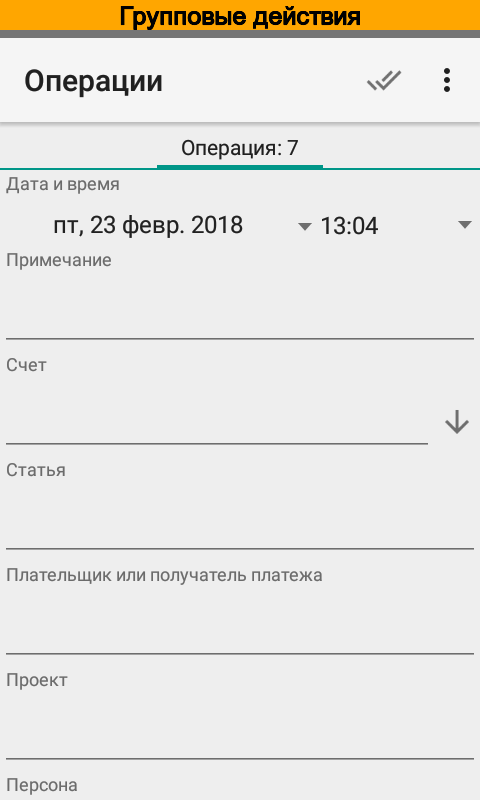 Групповые действия
Операции
Операция: 7
Дата и время
пт, 23 февр. 2018 13:04
Примечание
Счет
Статья
Плательщик или получатель платежа
Проект
Персона